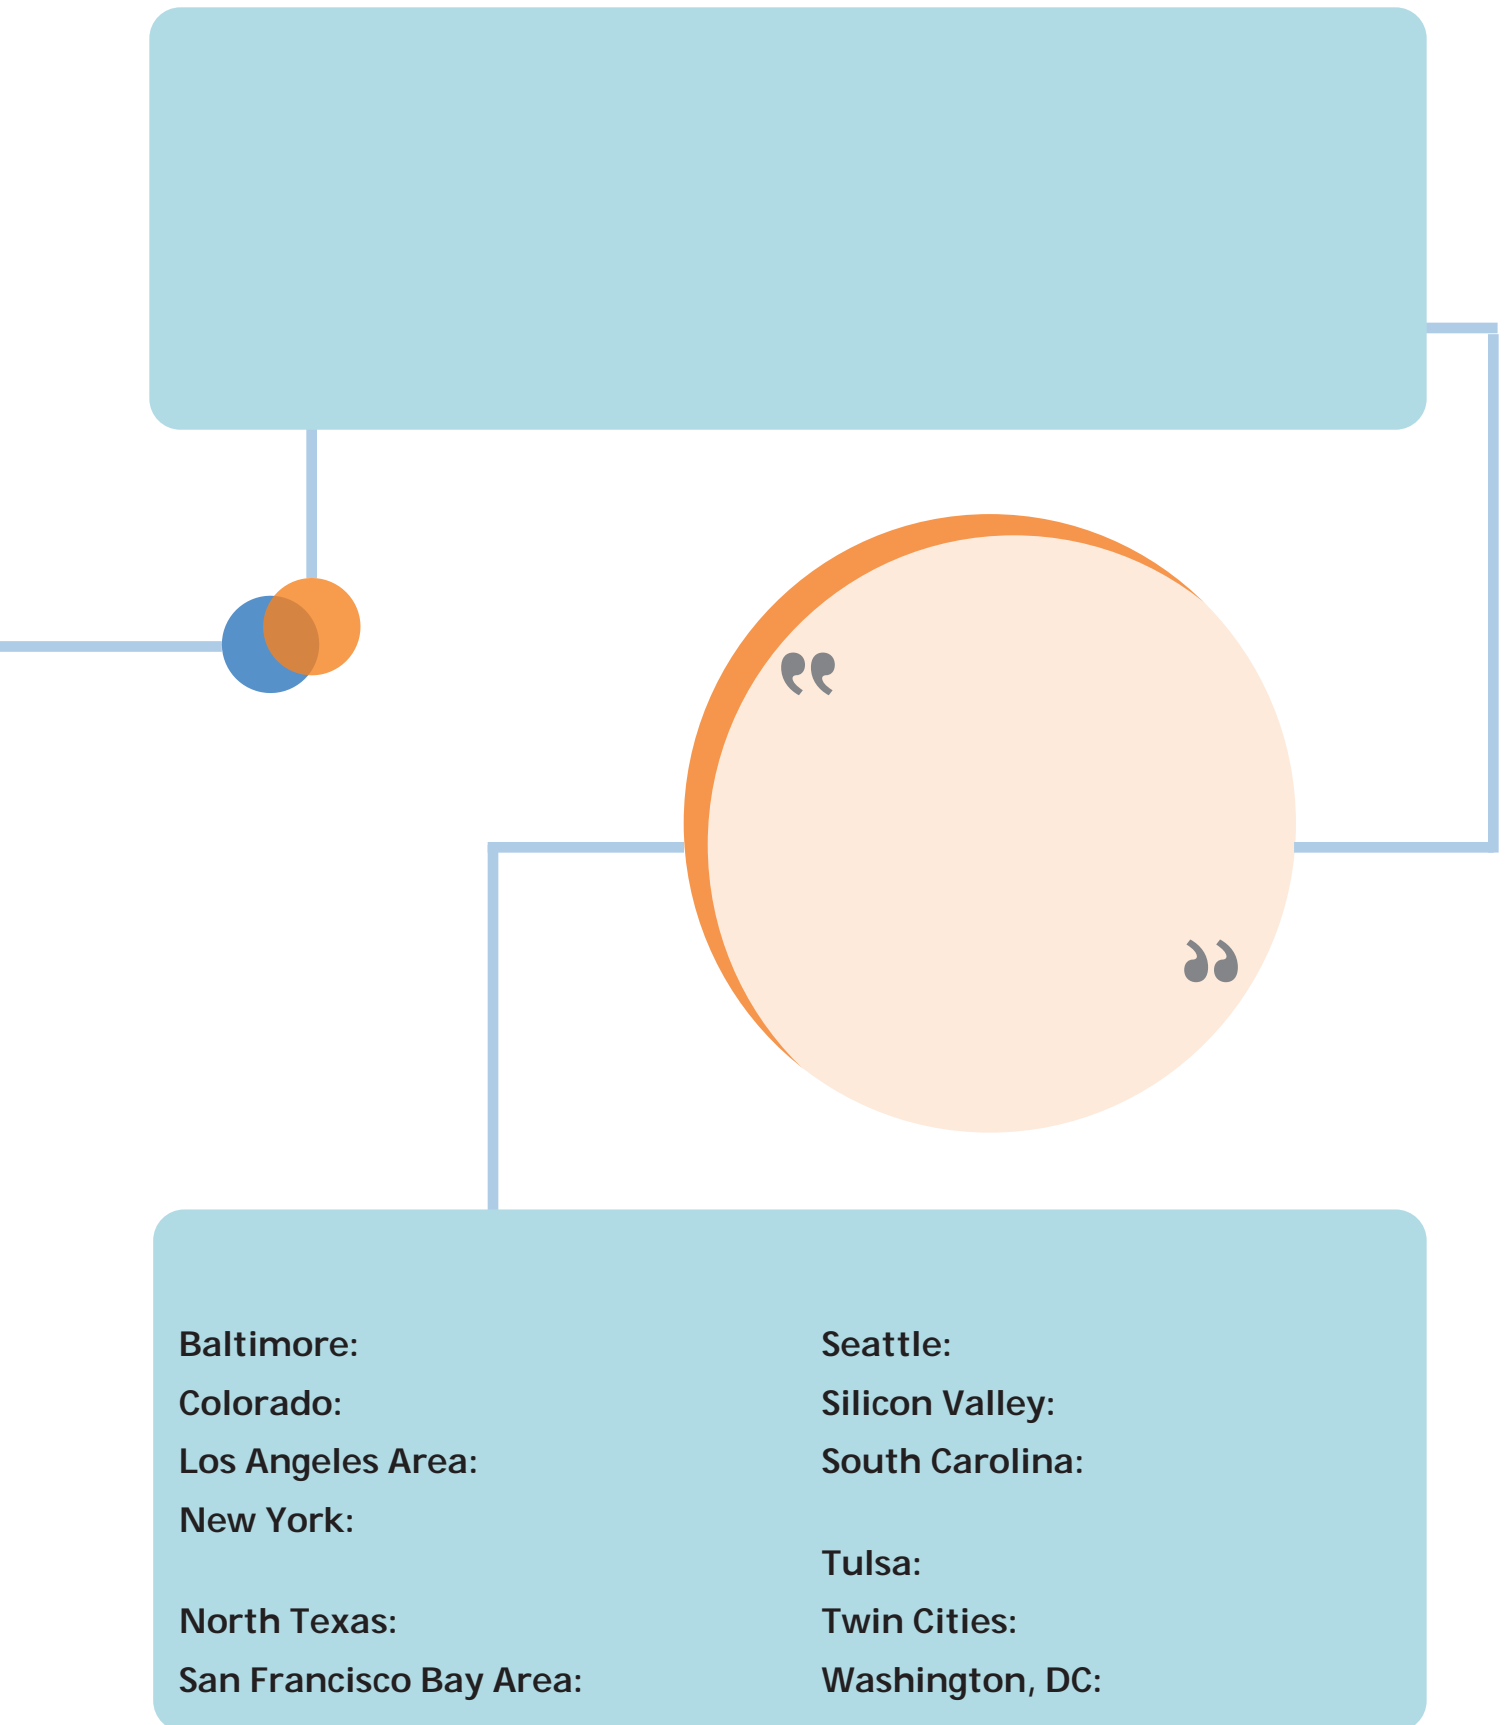 ❞
❝
Baltimore:
Colorado:
Los Angeles Area:
New York:
North Texas:
San Francisco Bay Area:
Seattle:
Silicon Valley:
South Carolina:
Tulsa:
Twin Cities:
Washington, DC: